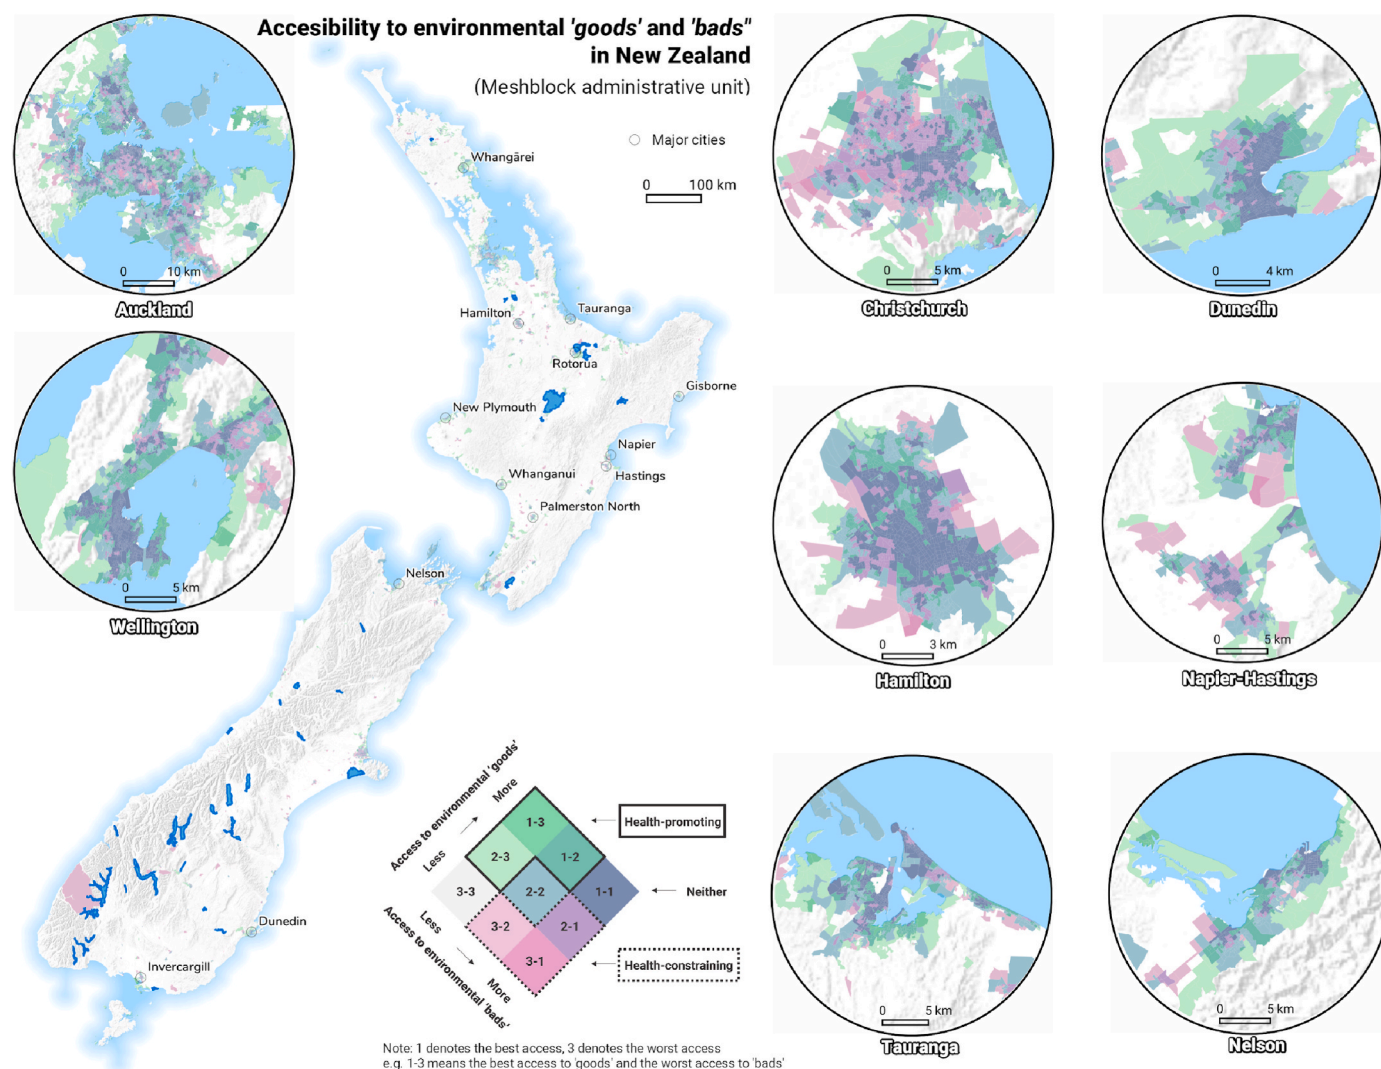 Accesibility to environmental 'goods' and 'bads"
in New Zealand
(Meshblock administrative unit)
Major cities
0 100 km
Whangārei
Hamilton
Tauranga
Rotorua
Gisborne
New Plymouth
Napier
Hastings
Whanganui
Palmerston North
Nelson
Dunedin
Invercargill
0 10 km
Auckland
0 5 km
Wellington
0 5 km
Christchurch
0 4 km
Dunedin
0 3 km
Hamilton
0 5 km
Napier-Hastings
0 5 km
Tauranga
0 5 km
Nelson
Access to environmental 'goods'
More
Less
1-3
2-3
1-2
3-3
2-2
1-1
3-2
2-1
3-1
Less
More
Access to environmental 'bads'
Health-promoting
Neither
Health-constraining
Note: 1 denotes the best access, 3 denotes the worst access
e.g. 1-3 means the best access to 'goods' and the worst access to 'bads'